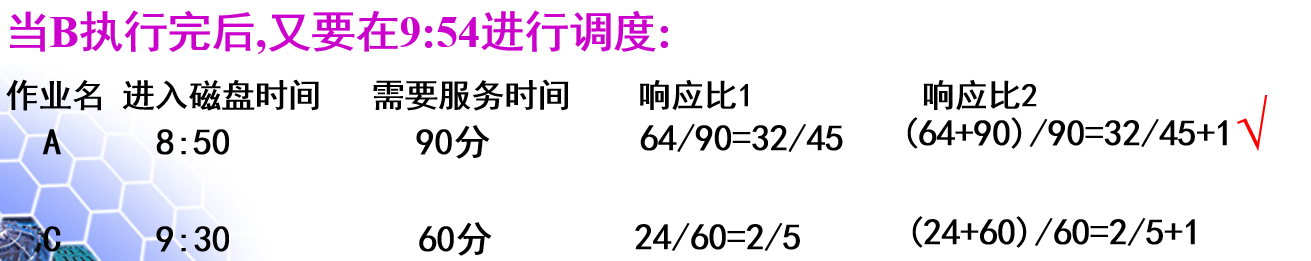 当B执行完后,又要在9:54进行调度:
作业名 进入磁盘时间 需要服务时间 响应比1 响应比2
A 8:50 90分 64/90=32/45 (64+90)/90=32/45+1 √
C 9:30 60分 24/60=2/5 (24+60)/60=2/5+1